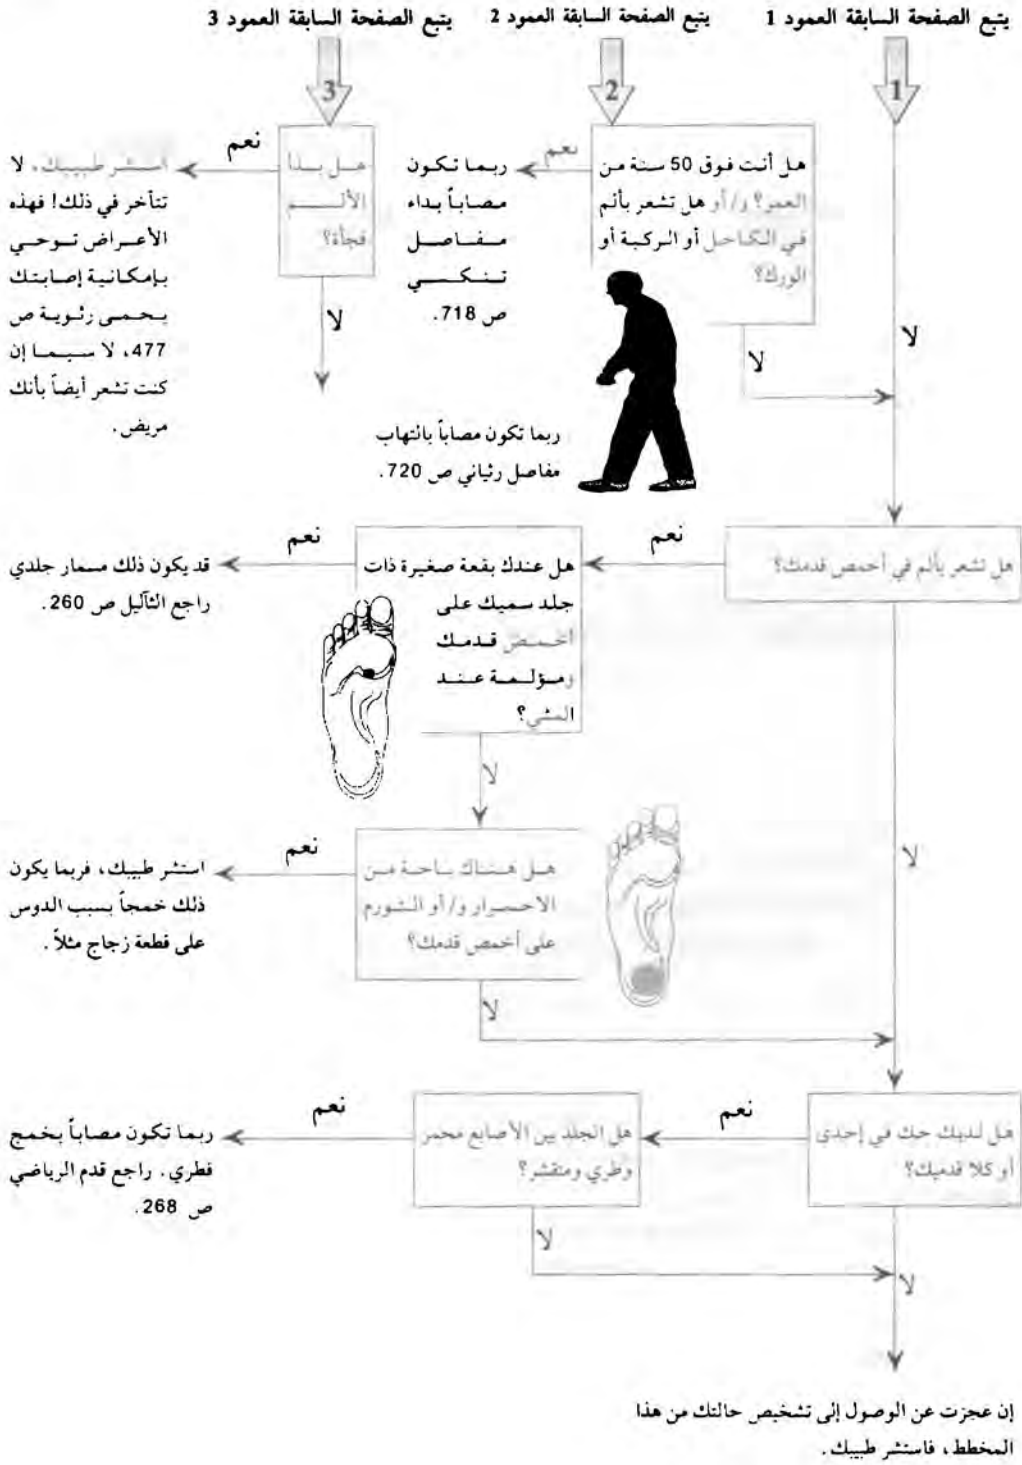 يتبع الصفحة السابقة العمود 1
يتبع الصفحة السابقة العمود 2
يتبع الصفحة السابقة العمود 3
1
2
3
هل أنت فوق 50 سنة من
العمر؟ و/أو هل تشعر بألم
في الكاحل أو الركبة أو
الورك؟
نعم
ربما تكون
مصاباً بداء
مفاصل
تنكسي
ص 718.
لا
لا
هل بدا
الألم
فجأة؟
نعم
استشر طبيبك، لا
تتأخر في ذلك! فهذه
الأعراض توحي
بإمكانية إصابتك
بحمى رثوية ص
477، لا سيما إن
كنت تشعر أيضاً بأنك
مريض.
لا
ربما تكون مصاباً بالتهاب
مفاصل رثياني ص 720.
هل تشعر بألم في أخمص قدمك؟
نعم
هل عندك بقعة صغيرة ذات
جلد سميك على
أخمص قدمك
ومؤلمة عند
المشي؟
نعم
قد يكون ذلك مسمار جلدي
راجع الثآليل ص 260.
لا
لا
هل هناك باحة من
الاحمرار و/أو التورم
على أخمص قدمك؟
نعم
استشر طبيبك، فربما يكون
ذلك خمجاً بسبب الدوس
على قطعة زجاج مثلاً.
لا
هل لديك حك في إحدى
أو كلا قدميك؟
نعم
هل الجلد بين الأصابع محمر
وطري ومتقشر؟
نعم
ربما تكون مصاباً بخمج
فطري. راجع قدم الرياضي
ص 268.
لا
لا
إن عجزت عن الوصول إلى تشخيص حالتك من هذا
المخطط، فاستشر طبيبك.